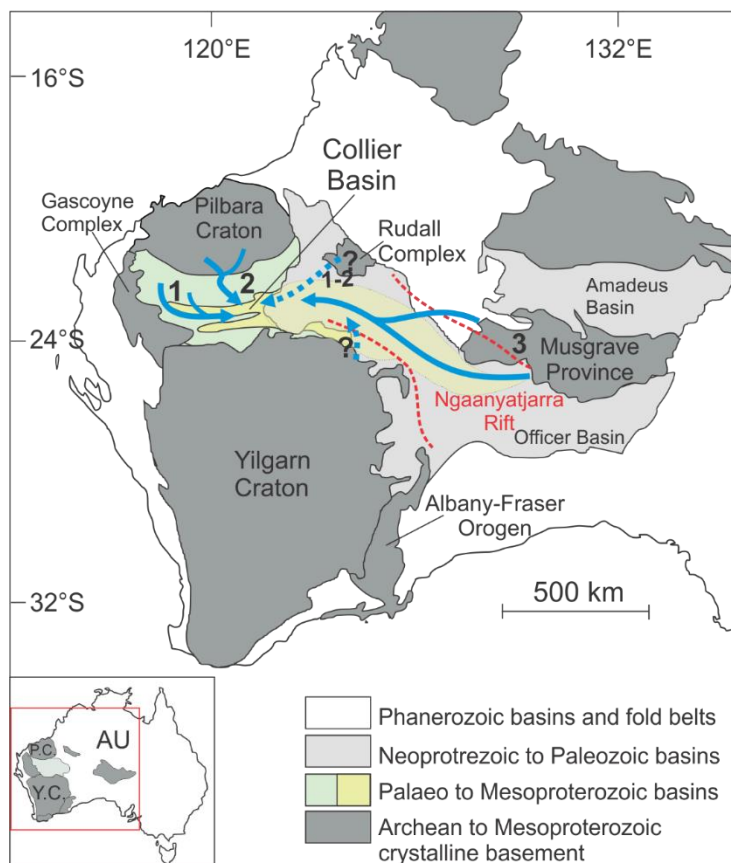 120°E
132°E
16°S
Collier
Basin
Gascoyne
Complex
Pilbara
Craton
Rudall
Complex
?
1-2
1
2
Amadeus
Basin
24°S
3
Musgrave
Province
?
Ngaanyatjarra
Rift
Officer Basin
Yilgarn
Craton
Albany-Fraser
Orogen
32°S
500 km
P.C.
AU
Y.C.
Phanerozoic basins and fold belts
Neoprotrezoic to Paleozoic basins
Palaeo to Mesoproterozoic basins
Archean to Mesoproterozoic
crystalline basement